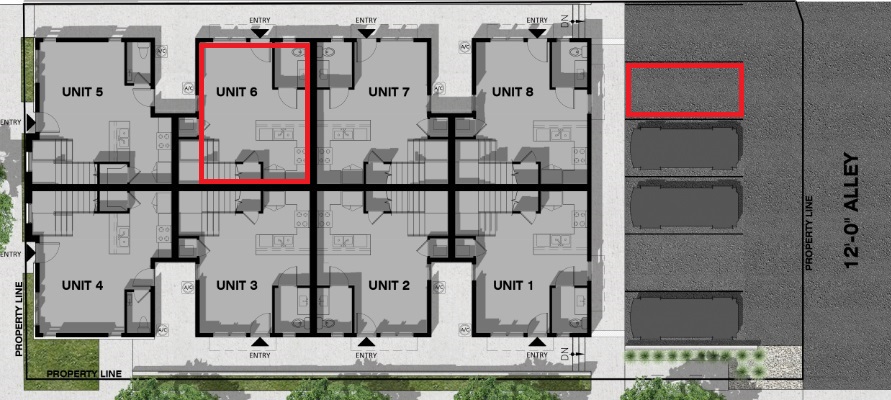 ENTRY
ENTRY
ENTRY
DN
A/C
A/C
UNIT 5
A/C
UNIT 6
UNIT 7
A/C
UNIT 8
ENTRY
12'-0" ALLEY
PROPERTY LINE
ENTRY
UNIT 4
UNIT 3
UNIT 2
UNIT 1
PROPERTY LINE
A/C
A/C
A/C
ENTRY
ENTRY
ENTRY
DN
PROPERTY LINE